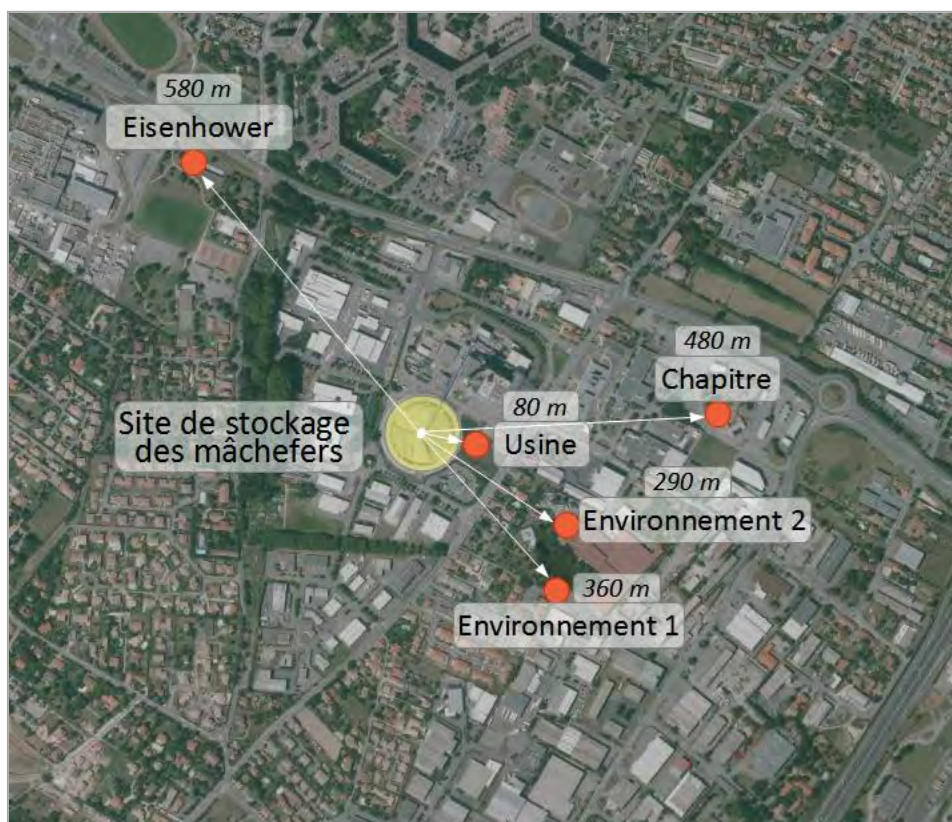 580 m
Eisenhower
480 m
Chapitre
80 m
Usine
Site de stockage
des mâchefers
290 m
Environnement 2
360 m
Environnement 1